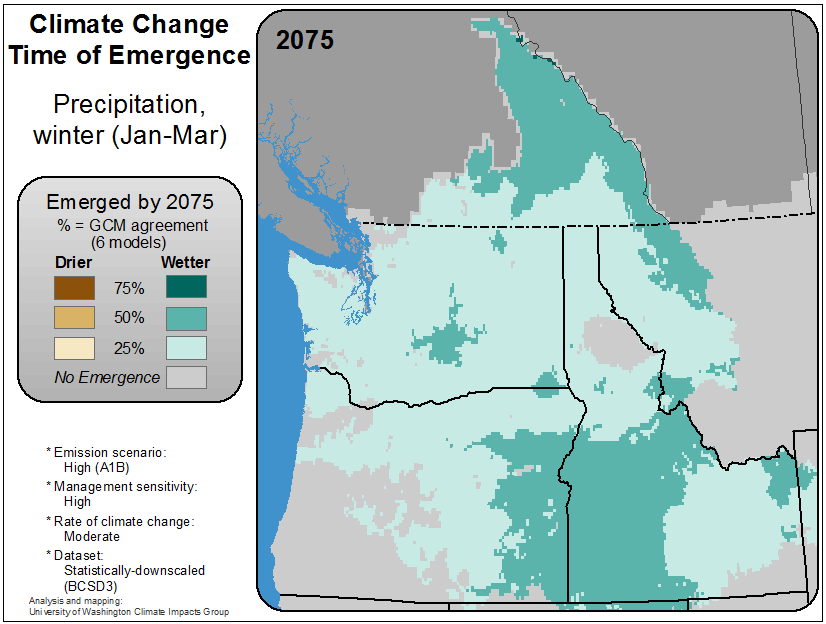 Climate Change
Time of Emergence
Precipitation,
winter (Jan-Mar)
2075
Emerged by 2075
% = GCM agreement
(6 models)
Drier Wetter
75%
50%
25%
No Emergence
* Emission scenario:
High (A1B)
* Management sensitivity:
High
* Rate of climate change:
Moderate
* Dataset:
Statistically-downscaled
(BCSD3)
Analysis and mapping:
University of Washington Climate Impacts Group